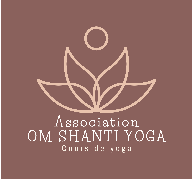 Association
OM SHANTI YOGA
Cours de yoga